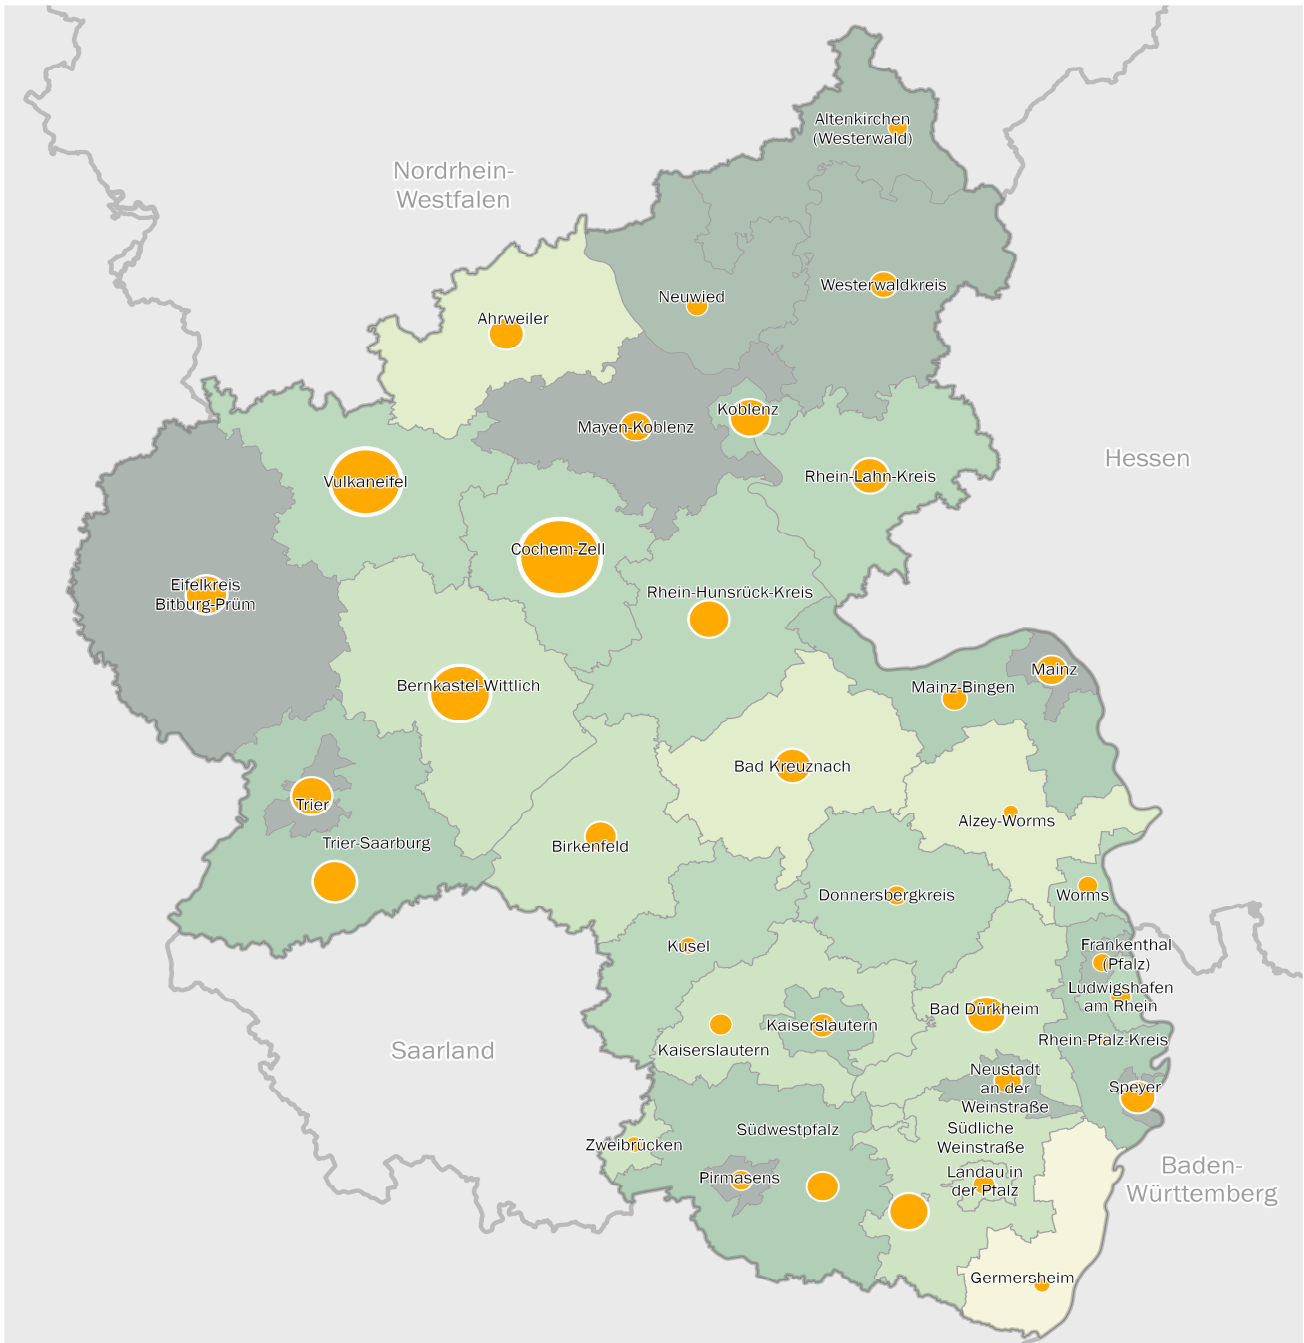 Altenkirchen
(Westerwald)
Nordrhein-
Westfalen
Westerwaldkreis
Neuwied
Ahrweiler
Koblenz
Mayen-Koblenz
Hessen
Rhein-Lahn-Kreis
Vulkaneifel
Cochem-Zell
Eifelkreis
Bitburg-Prüm
Rhein-Hunsrück-Kreis
Mainz
Bernkastel-Wittlich
Mainz-Bingen
Bad Kreuznach
Trier
Alzey-Worms
Trier-Saarburg
Birkenfeld
Donnersbergkreis
Worms
Kusel
Frankenthal
(Pfalz)
Ludwigshafen
am Rhein
Bad Dürkheim
Kaiserslautern
Rhein-Pfalz-Kreis
Kaiserslautern
Saarland
Neustadt
an der
Weinstraße
Speyer
Südwestpfalz
Südliche
Weinstraße
Zweibrücken
Baden-
Württemberg
Pirmasens
Landau in
der Pfalz
Germersheim